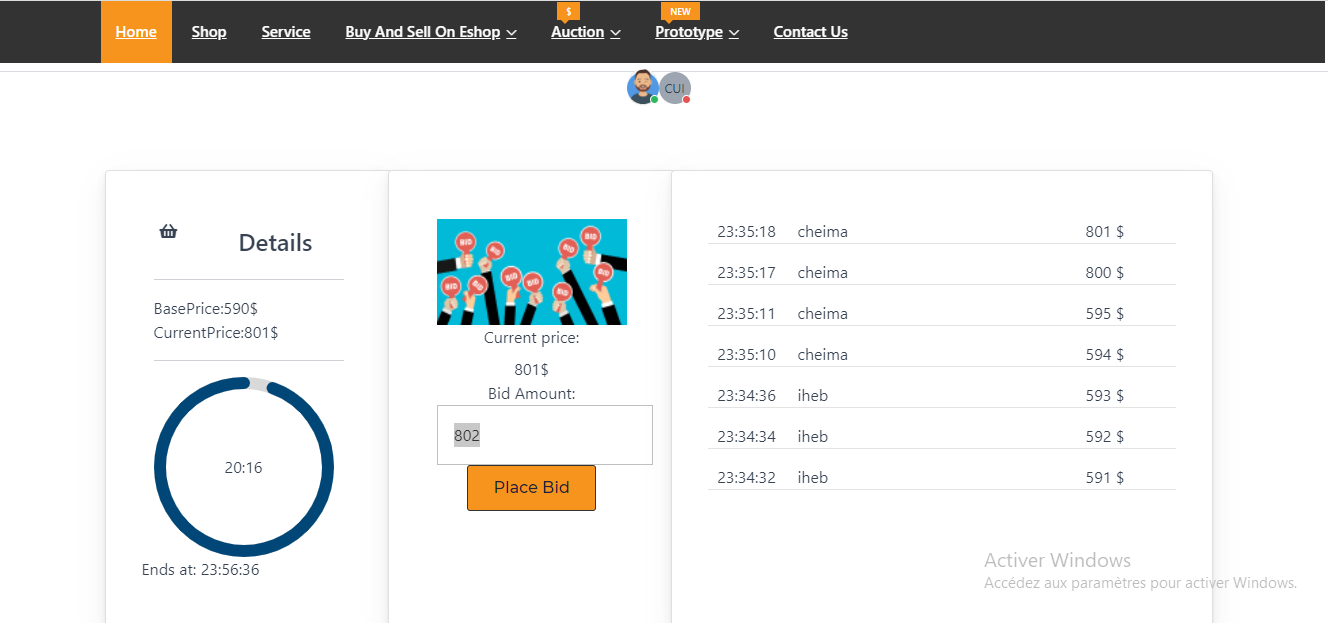 $
NEW
Home Shop Service Buy And Sell On Eshop Auction Prototype Contact Us
CUI
Details
BasePrice:590$
CurrentPrice:801$
20:16
Ends at: 23:56:36
BID BID BID BID BID BID BID BID BID BID
Current price:
801$
Bid Amount:
802
Place Bid
23:35:18 cheima 801 $
23:35:17 cheima 800 $
23:35:11 cheima 595 $
23:35:10 cheima 594 $
23:34:36 iheb 593 $
23:34:34 iheb 592 $
23:34:32 iheb 591 $
Activer Windows
Accédez aux paramètres pour activer Windows.